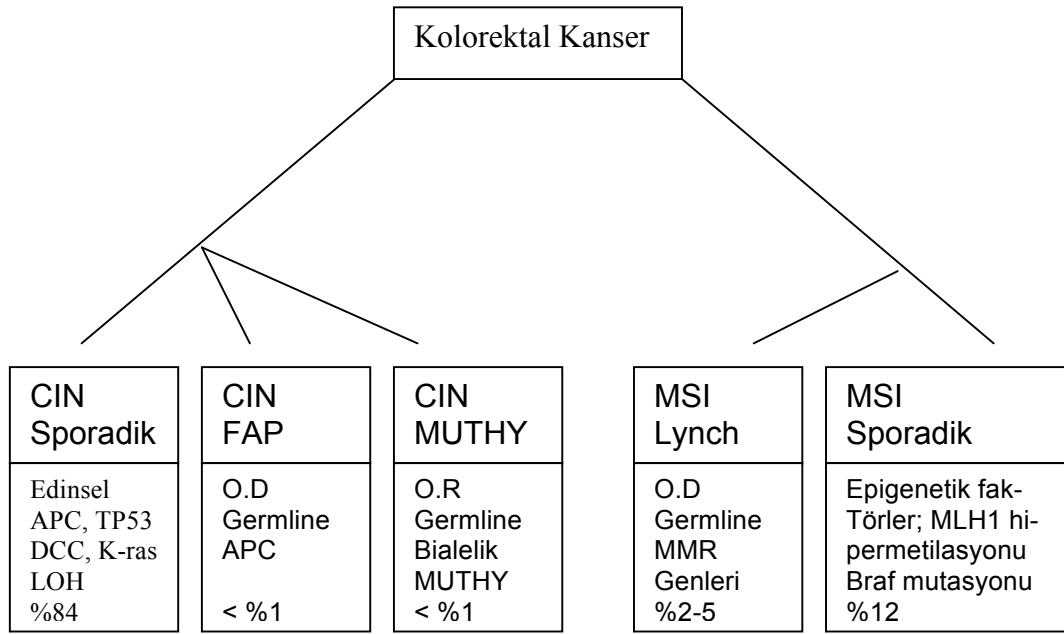 Kolorektal Kanser
CIN
Sporadik
Edinsel
APC, TP53
DCC, K-ras
LOH
%84
CIN
FAP
O.D
Germline
APC
< %1
CIN
MUTHY
O.R
Germline
Bialelik
MUTHY
< %1
MSI
Lynch
O.D
Germline
MMR
Genleri
%2-5
MSI
Sporadik
Epigenetik fak-
Törler; MLH1 hi-
permetilasyonu
Braf mutasyonu
%12